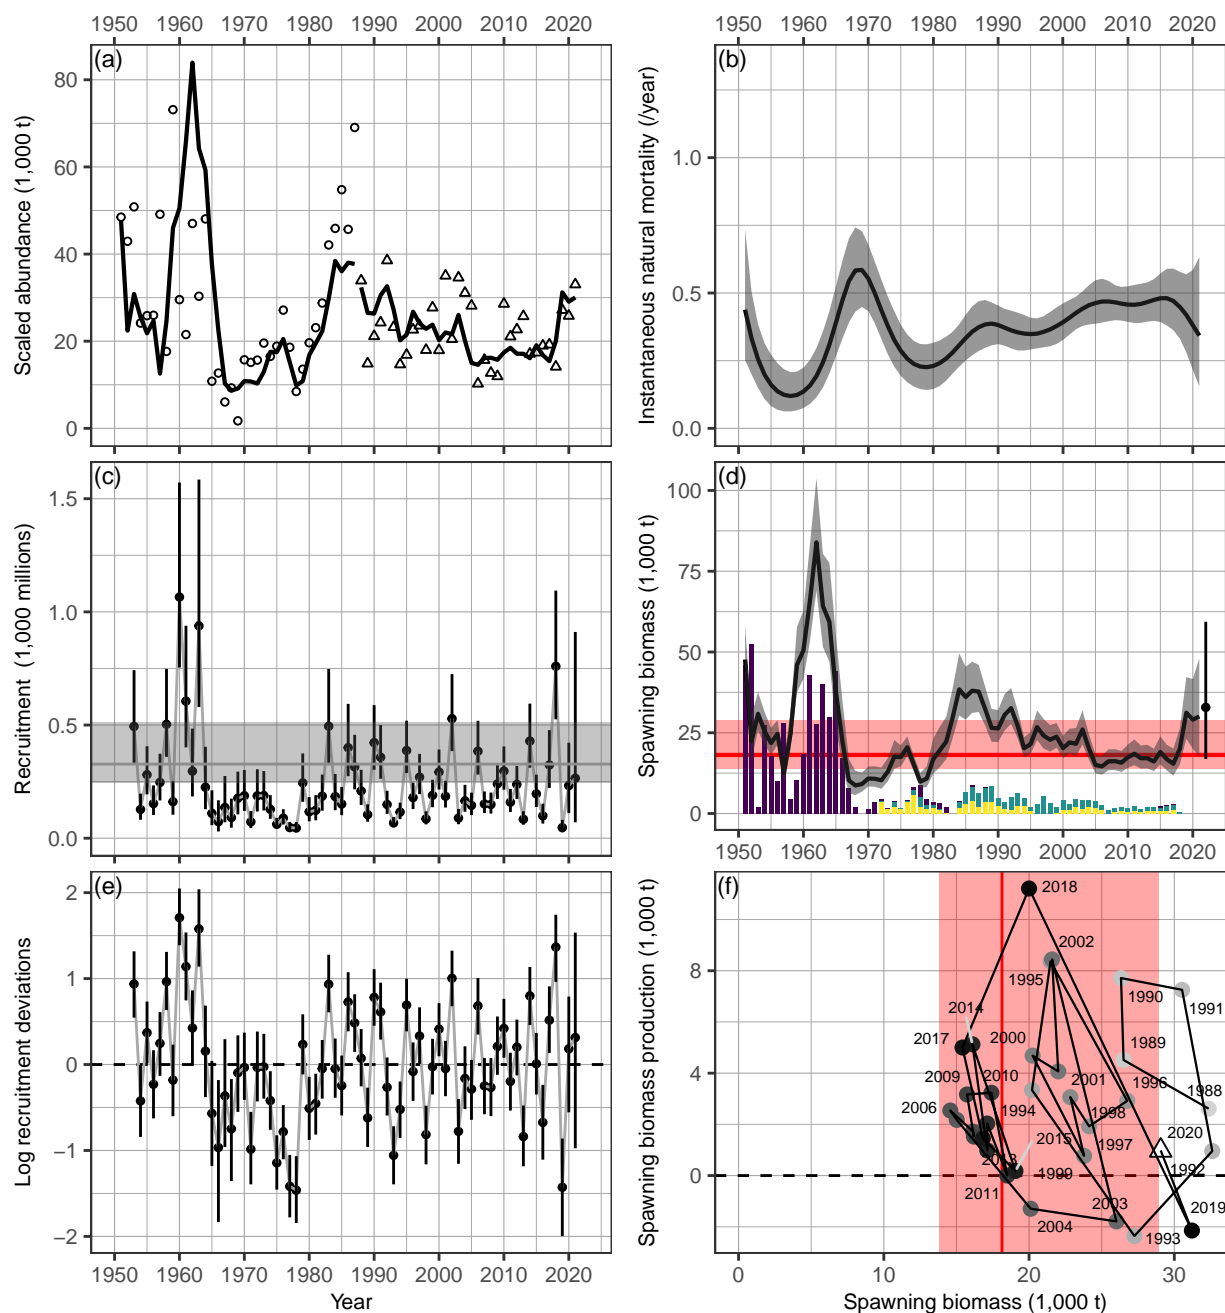 1950 1960 1970 1980 1990 2000 2010 2020
1950 1960 1970 1980 1990 2000 2010 2020
(a)
80
60
40
20
0
Scaled abundance (1,000 t)
(b)
1.0
0.5
0.0
Instantaneous natural mortality (/year)
(c)
1.5
1.0
0.5
0.0
Recruitment (1,000 millions)
(d)
100
75
50
25
0
Spawning biomass (1,000 t)
1950 1960 1970 1980 1990 2000 2010 2020
(e)
2
1
0
−1
−2
Log recruitment deviations
1950 1960 1970 1980 1990 2000 2010 2020
Year
(f)
8
4
0
Spawning biomass production (1,000 t)
2018
2002
1995
1990
1991
2014
2017
2000
1989
2009
2010
2001
1996
1988
2006
1994
1998
2015
1997
2020
2013
1999
1992
2011
2003
2019
2004
1993
0 10 20 30
Spawning biomass (1,000 t)